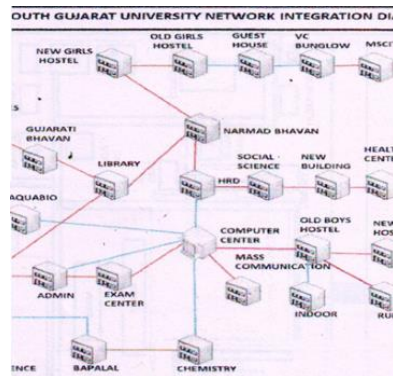 OUTH GUJARAT UNIVERSITY NETWORK INTEGRATION DIA
NEW GIRLS
HOSTEL
OLD GIRLS
HOSTEL
GUEST
HOUSE
VC
BUNGLOW
MSCIT
GUJARATI
BHAVAN
LIBRARY
NARMAD BHAVAN
HRD
SOCIAL
SCIENCE
NEW
BUILDING
HEALT
CENTE
AQUABIO
COMPUTER
CENTER
OLD BOYS
HOSTEL
NEW
HOS
MASS
COMMUNICATION
ADMIN
EXAM
CENTER
INDOOR
RU
ENCE
BAPALAL
CHEMISTRY